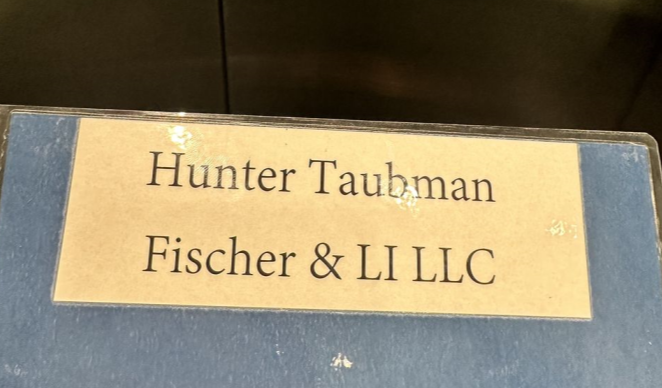 Hunter Taubman
Fischer & LI LLC